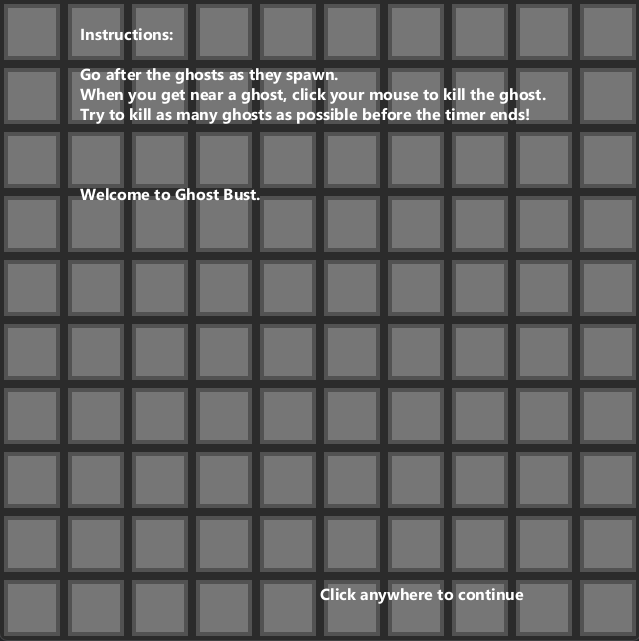 Instructions:
Go after the ghosts as they spawn.
When you get near a ghost, click your mouse to kill the ghost.
Try to kill as many ghosts as possible before the timer ends!
Welcome to Ghost Bust.
Click anywhere to continue